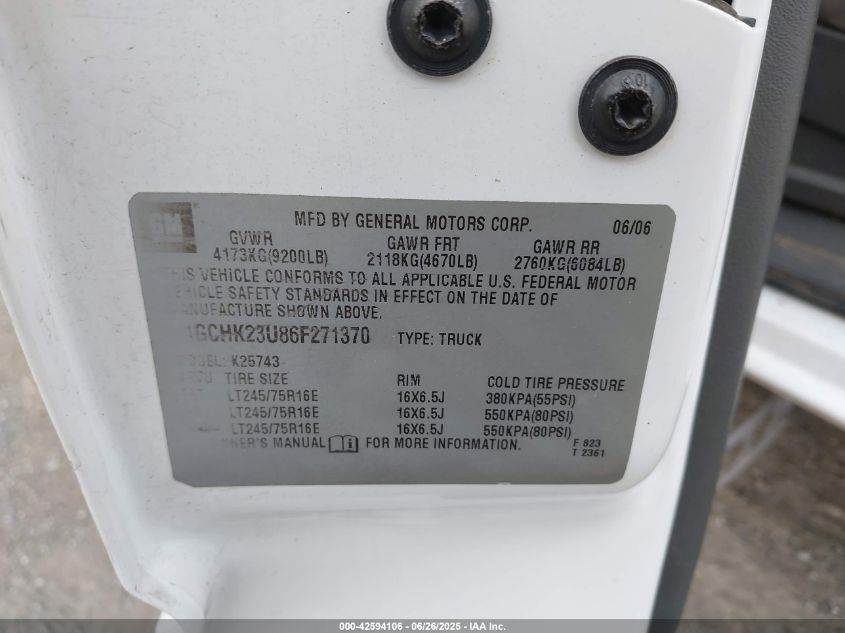 GM
MFD BY GENERAL MOTORS CORP. 06/06
GVWR GAWR FRT GAWR RR
4173KG(9200LB) 2118KG(4670LB) 2760KG(6084LB)
THIS VEHICLE CONFORMS TO ALL APPLICABLE U.S. FEDERAL MOTOR
VEHICLE SAFETY STANDARDS IN EFFECT ON THE DATE OF
MANUFACTURE SHOWN ABOVE.
1GCHK23U86F271370 TYPE: TRUCK
MODEL: K25743
TIRE SIZE RIM COLD TIRE PRESSURE
LT245/75R16E 16X6.5J 380KPA(55PSI)
LT245/75R16E 16X6.5J 550KPA(80PSI)
LT245/75R16E 16X6.5J 550KPA(80PSI)
OWNER'S MANUAL FOR MORE INFORMATION.
F 823
T 2361
000-42594106 - 06/26/2025 - IAA Inc.